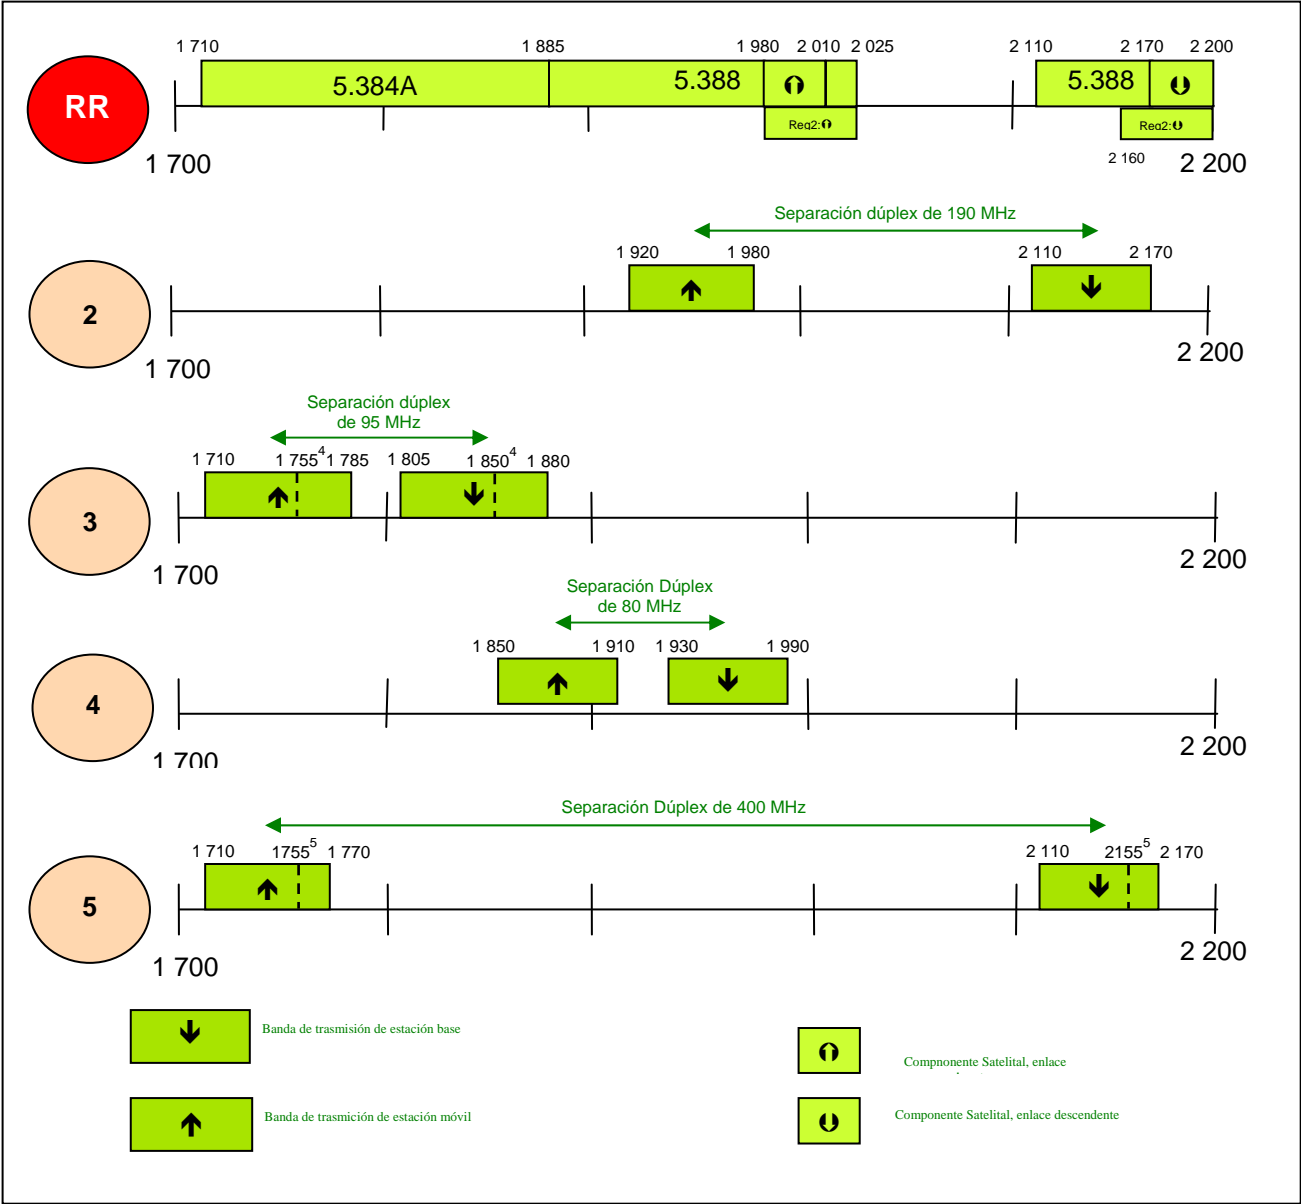 1 710 1 885 1 980 2 010 2 025 2 110 2 170 2 200
RR 5.384A 5.388 5.388
Reg2: Reg2:
2 160
1 700 2 200
Separación dúplex de 190 MHz
1 920 1 980 2 110 2 170
2
1 700 2 200
Separación dúplex
de 95 MHz
1 710 1 755⁴ 1 785 1 805 1 850⁴ 1 880
3
1 700 2 200
Separación Dúplex
de 80 MHz
1 850 1 910 1 930 1 990
4
1 700 2 200
Separación Dúplex de 400 MHz
1 710 1755⁵ 1 770 2 110 2155⁵ 2 170
5
1 700 2 200
Banda de trasmisión de estación base
Compnonente Satelital, enlace
Banda de trasmición de estación móvil
Componente Satelital, enlace descendente